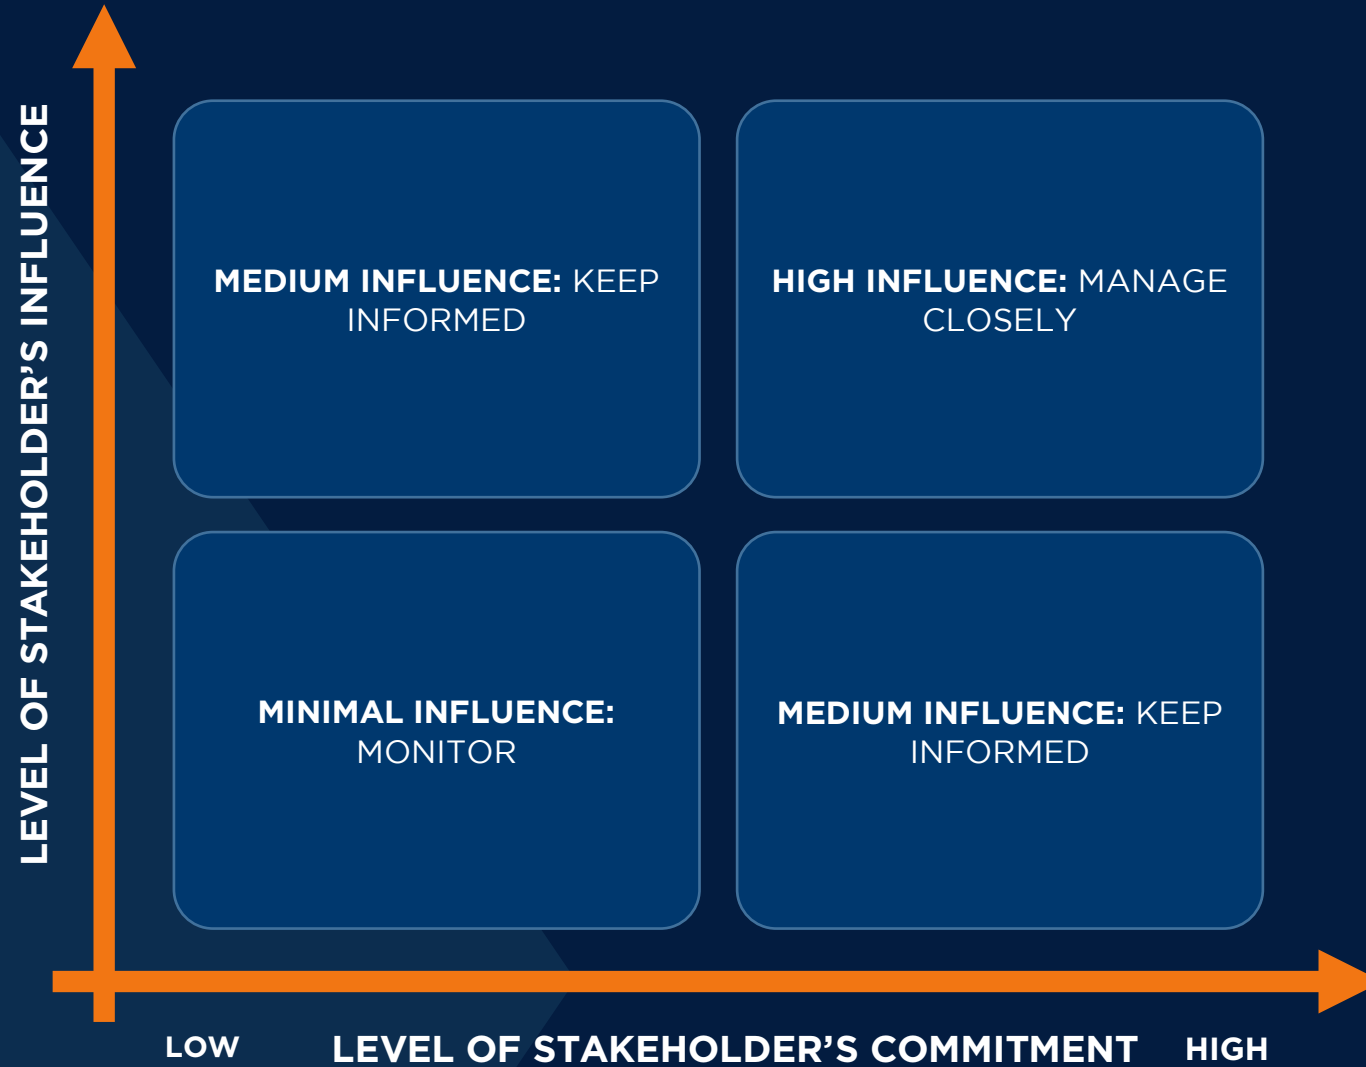 LEVEL OF STAKEHOLDER’S INFLUENCE
MEDIUM INFLUENCE: KEEP
INFORMED
HIGH INFLUENCE: MANAGE
CLOSELY
MINIMAL INFLUENCE:
MONITOR
MEDIUM INFLUENCE: KEEP
INFORMED
LOW
LEVEL OF STAKEHOLDER’S COMMITMENT
HIGH